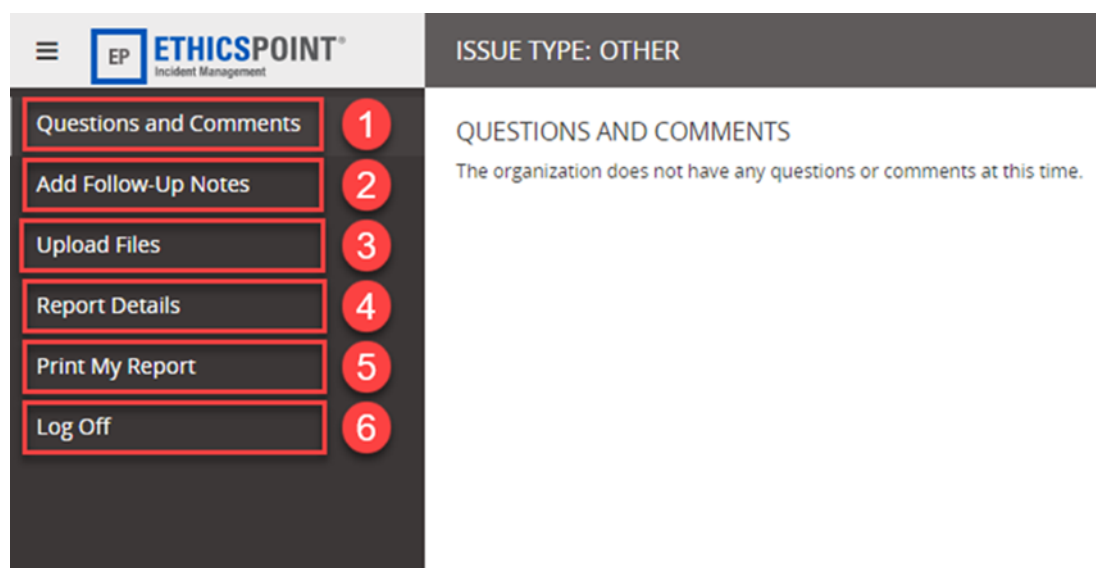 EP
ETHICSPOINT®
Incident Management
ISSUE TYPE: OTHER
Questions and Comments
1
Add Follow-Up Notes
2
Upload Files
3
Report Details
4
Print My Report
5
Log Off
6
QUESTIONS AND COMMENTS
The organization does not have any questions or comments at this time.